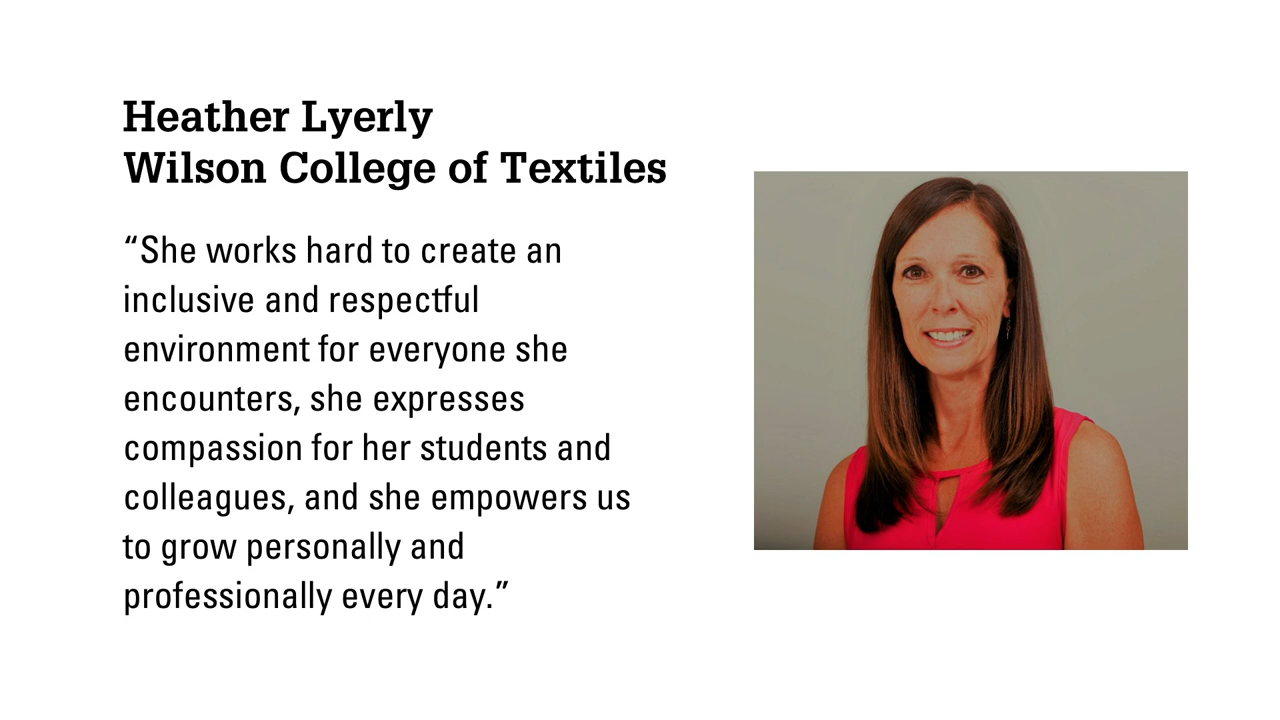 Heather Lyerly
Wilson College of Textiles
“She works hard to create an
inclusive and respectful
environment for everyone she
encounters, she expresses
compassion for her students and
colleagues, and she empowers us
to grow personally and
professionally every day.”